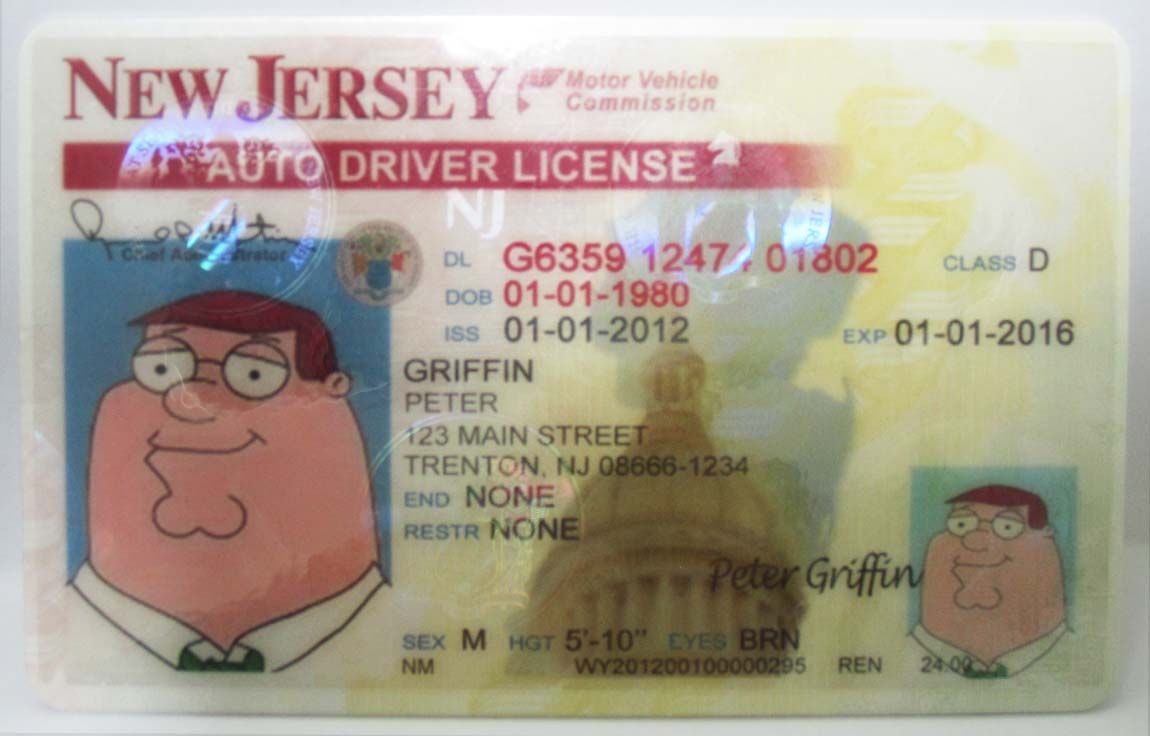 NEW JERSEY
Motor Vehicle
Commission
AUTO DRIVER LICENSE
NJ
Chief Administrator
DL G6359 12474 01802 CLASS D
DOB 01-01-1980
ISS 01-01-2012 EXP 01-01-2016
GRIFFIN
PETER
123 MAIN STREET
TRENTON, NJ 08666-1234
END NONE
RESTR NONE
Peter Griffin
SEX M HGT 5'-10" EYES BRN
NM WY201200100000295 REN 24.00